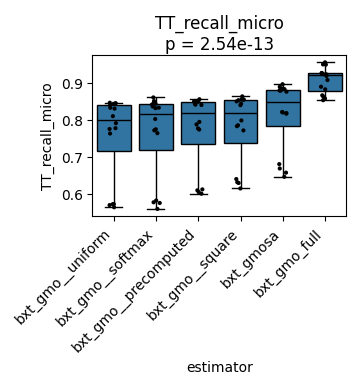 TT_recall_micro
p = 2.54e-13
TT_recall_micro
0.9
0.8
0.7
0.6
bxt_gmo__uniform
bxt_gmo__softmax
bxt_gmo__precomputed
bxt_gmo__square
bxt_gmosa
bxt_gmo_full
estimator